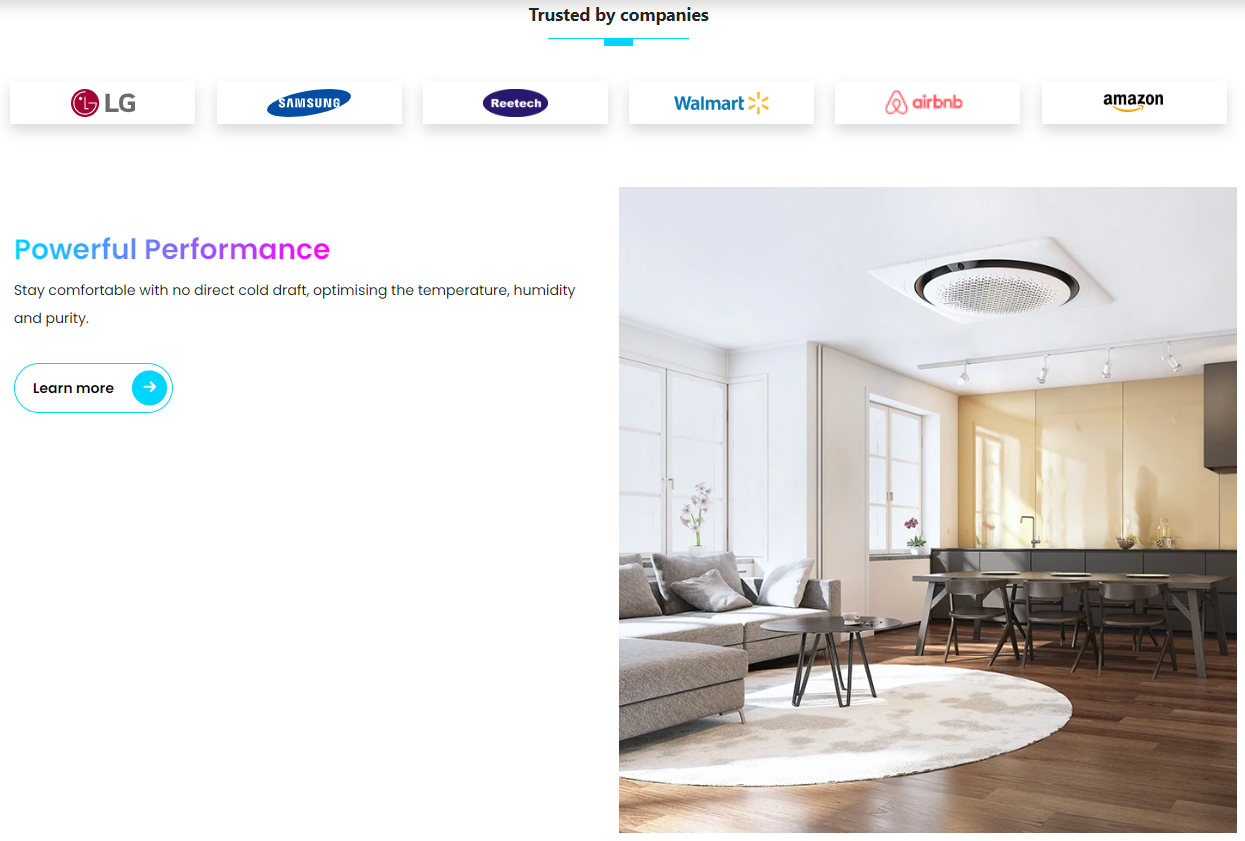 Trusted by companies
LG
SAMSUNG
Reetech
Walmart
airbnb
amazon
Powerful Performance
Stay comfortable with no direct cold draft, optimising the temperature, humidity
and purity.
Learn more